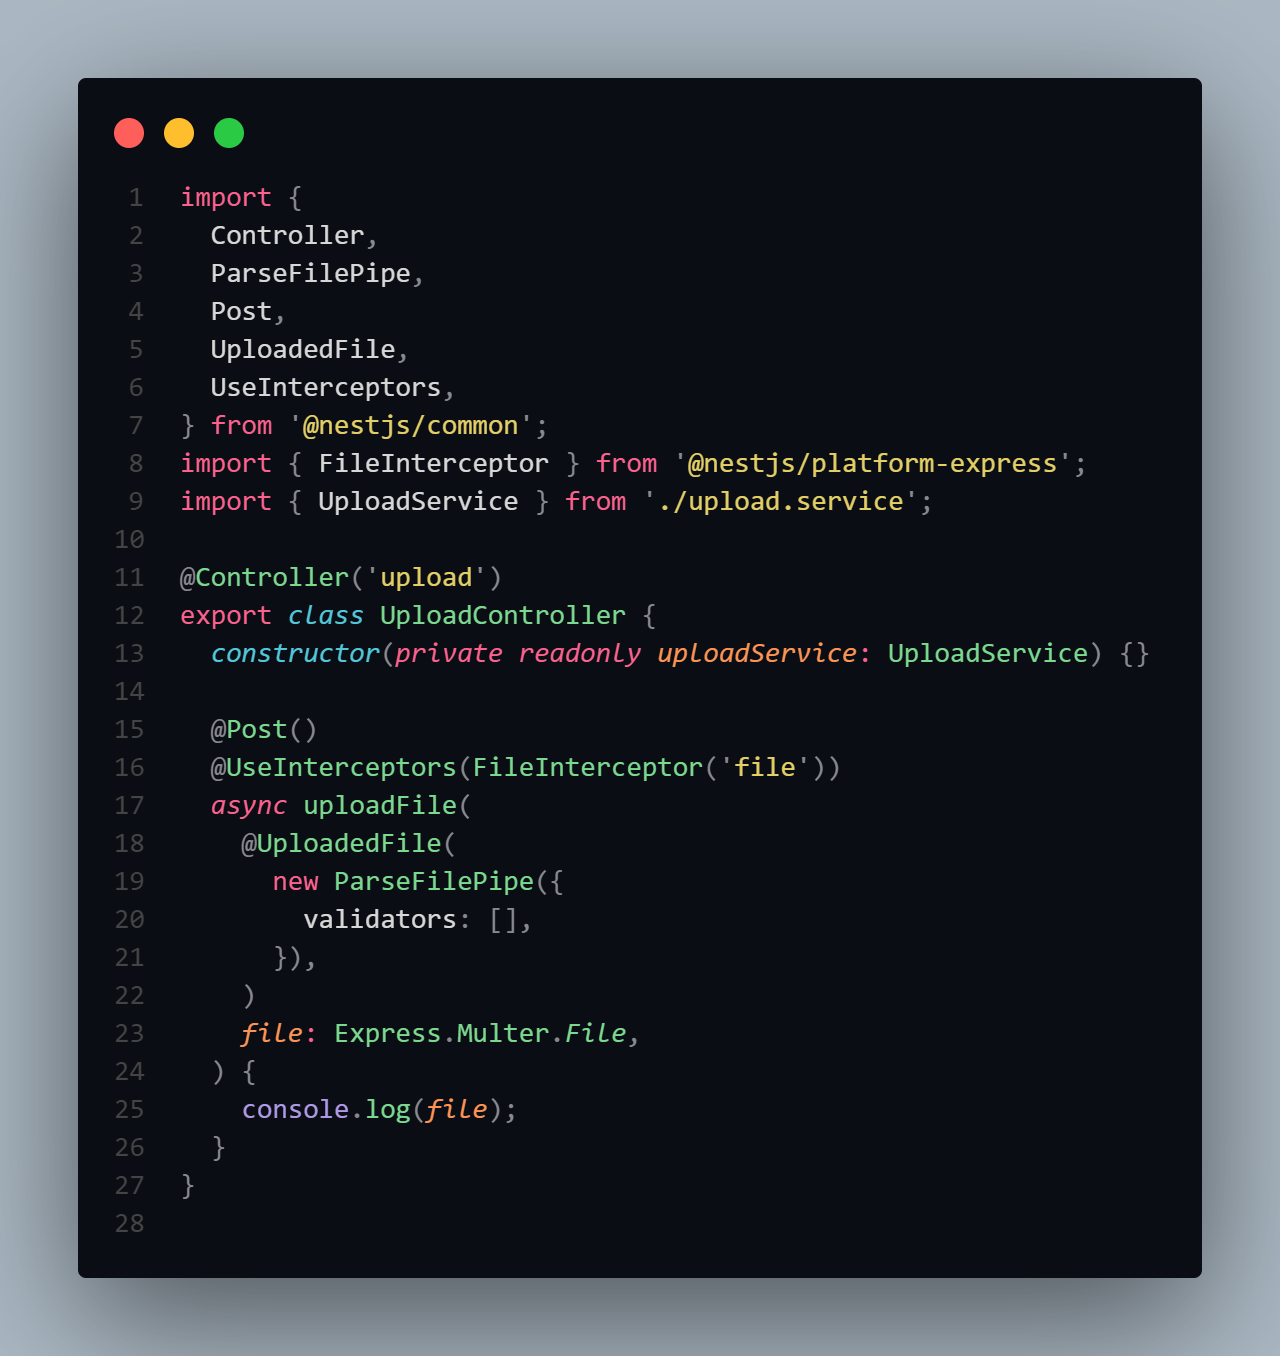 1 import {
2   Controller,
3   ParseFilePipe,
4   Post,
5   UploadedFile,
6   UseInterceptors,
7 } from '@nestjs/common';
8 import { FileInterceptor } from '@nestjs/platform-express';
9 import { UploadService } from './upload.service';
10
11 @Controller('upload')
12 export class UploadController {
13   constructor(private readonly uploadService: UploadService) {}
14
15   @Post()
16   @UseInterceptors(FileInterceptor('file'))
17   async uploadFile(
18     @UploadedFile(
19       new ParseFilePipe({
20         validators: [],
21       }),
22     )
23     file: Express.Multer.File,
24   ) {
25     console.log(file);
26   }
27 }
28